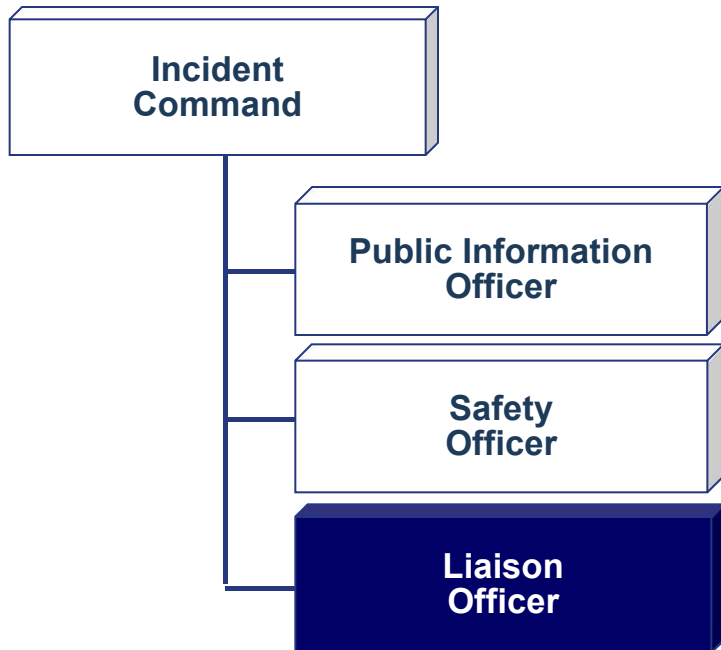 Incident
Command
Public Information
Officer
Safety
Officer
Liaison
Officer